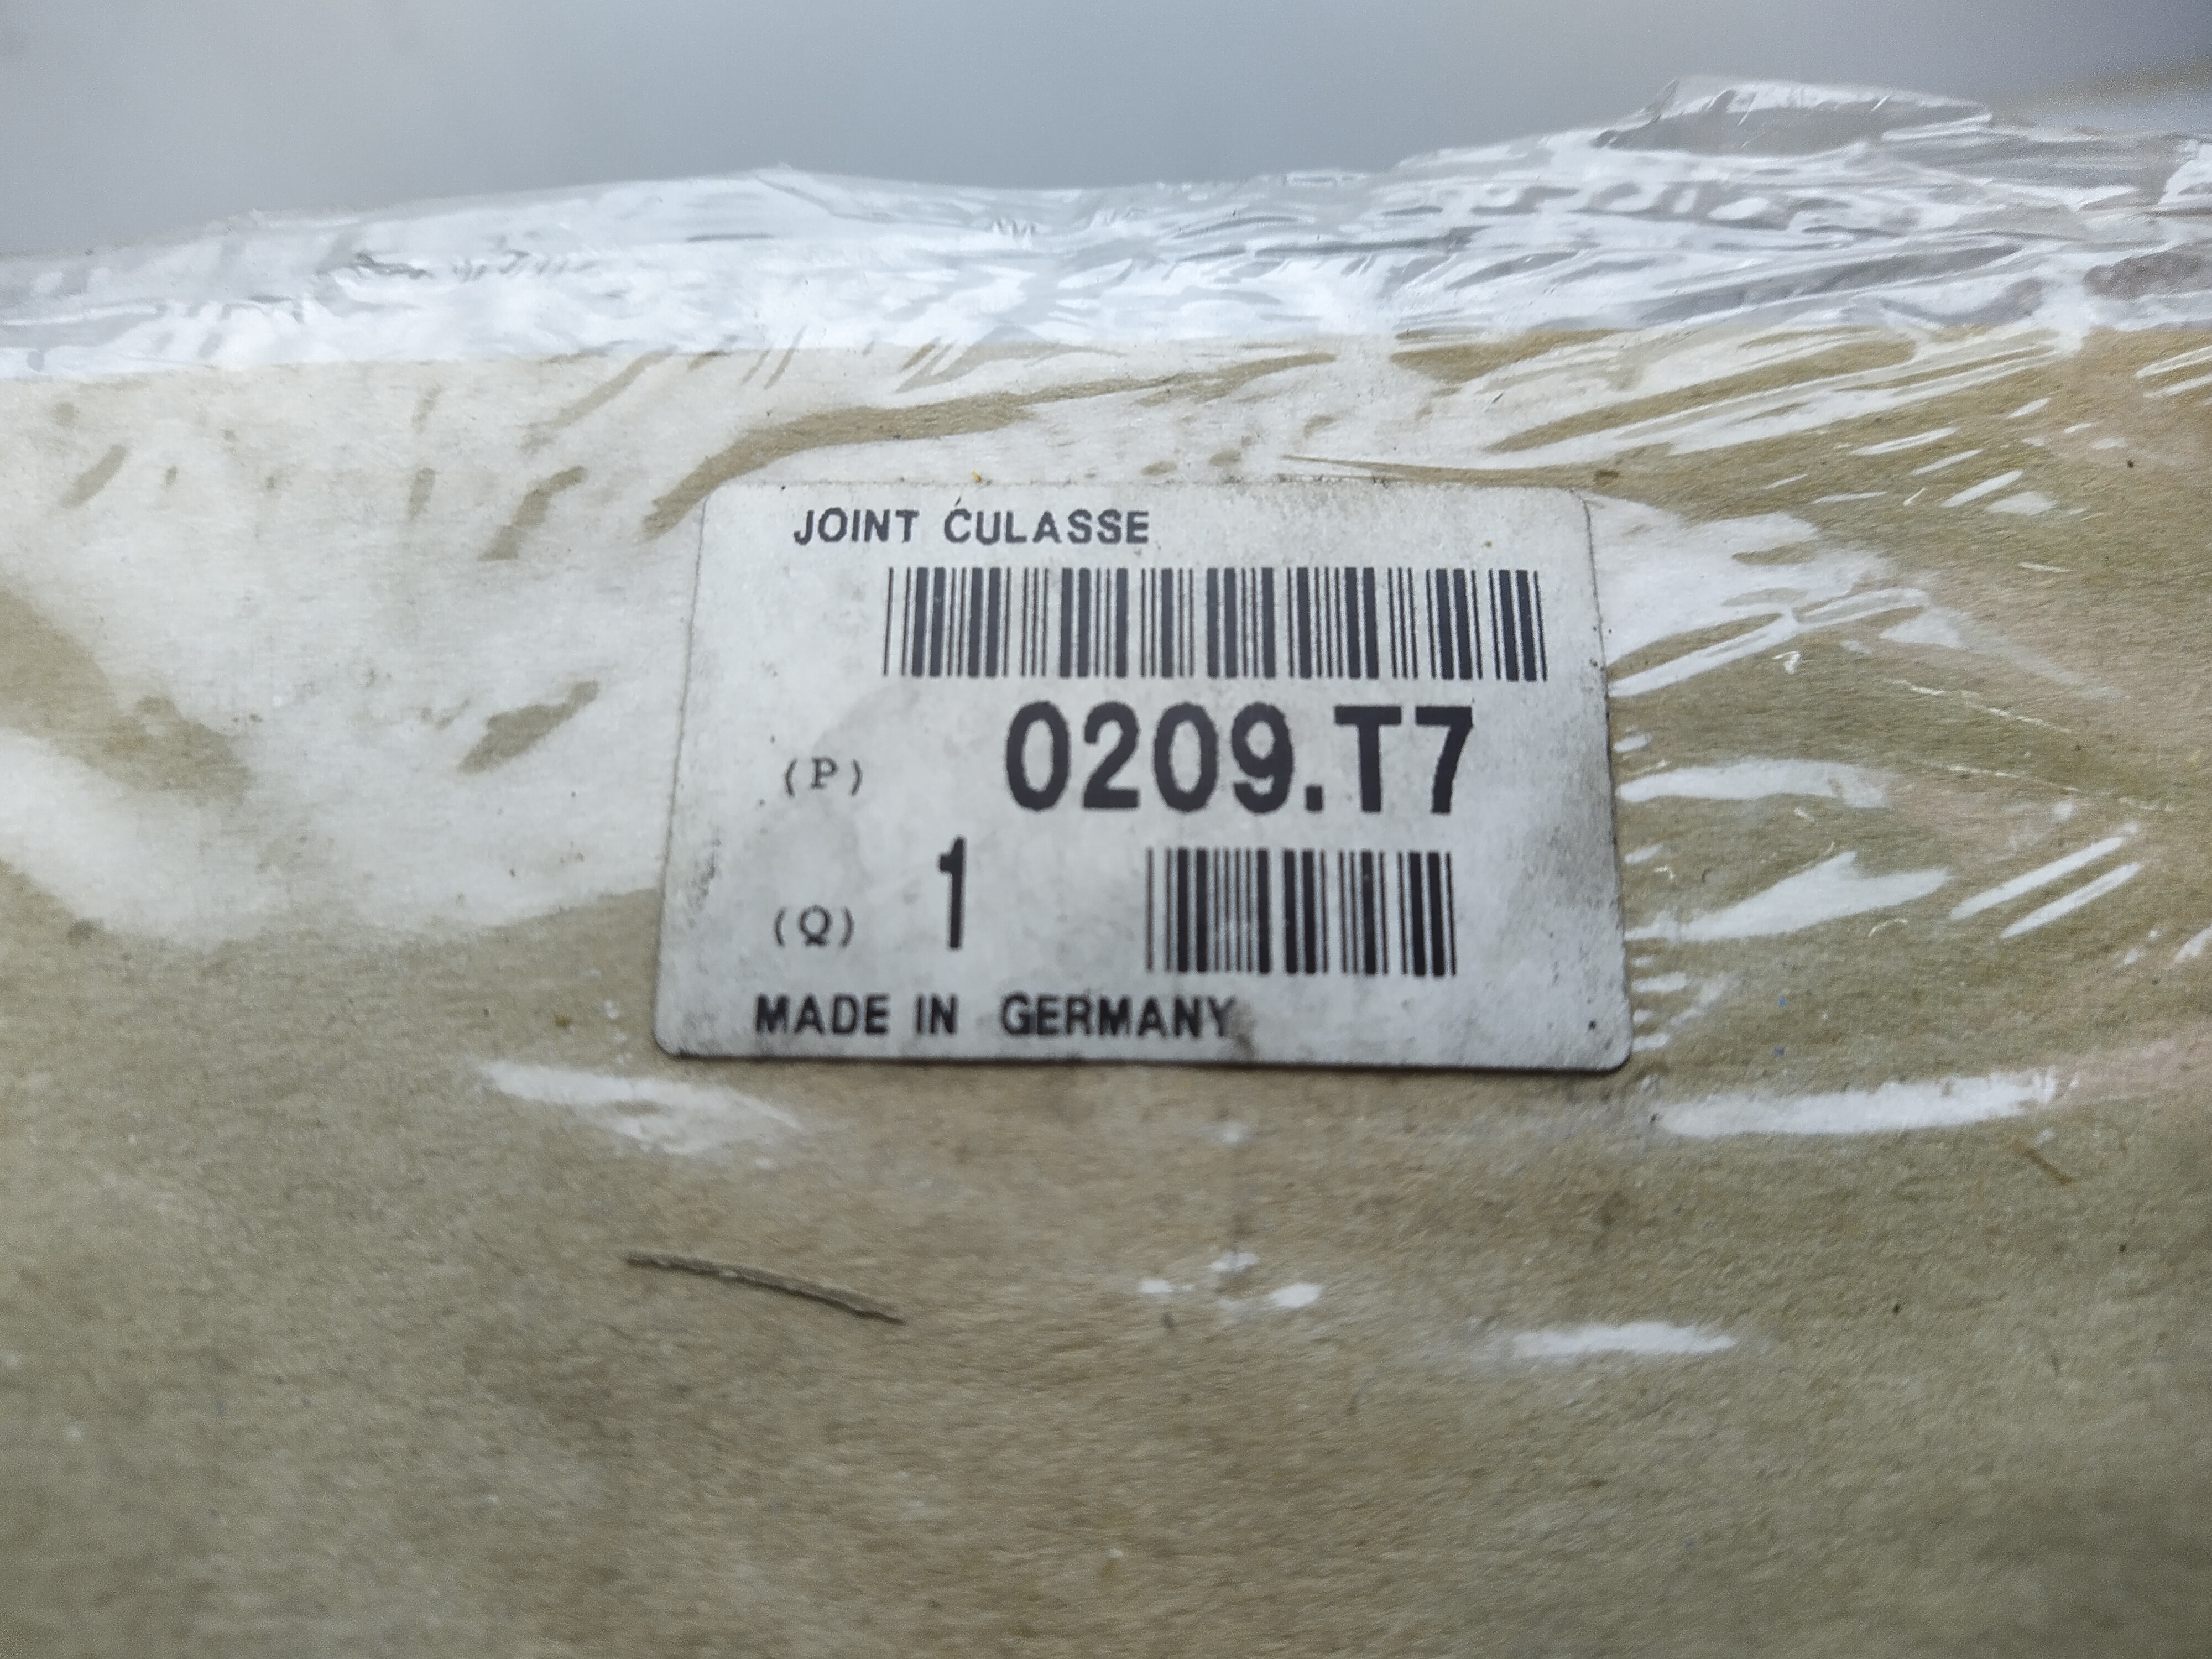 JOINT CULASSE
(P) 0209.T7
(Q) 1
MADE IN GERMANY